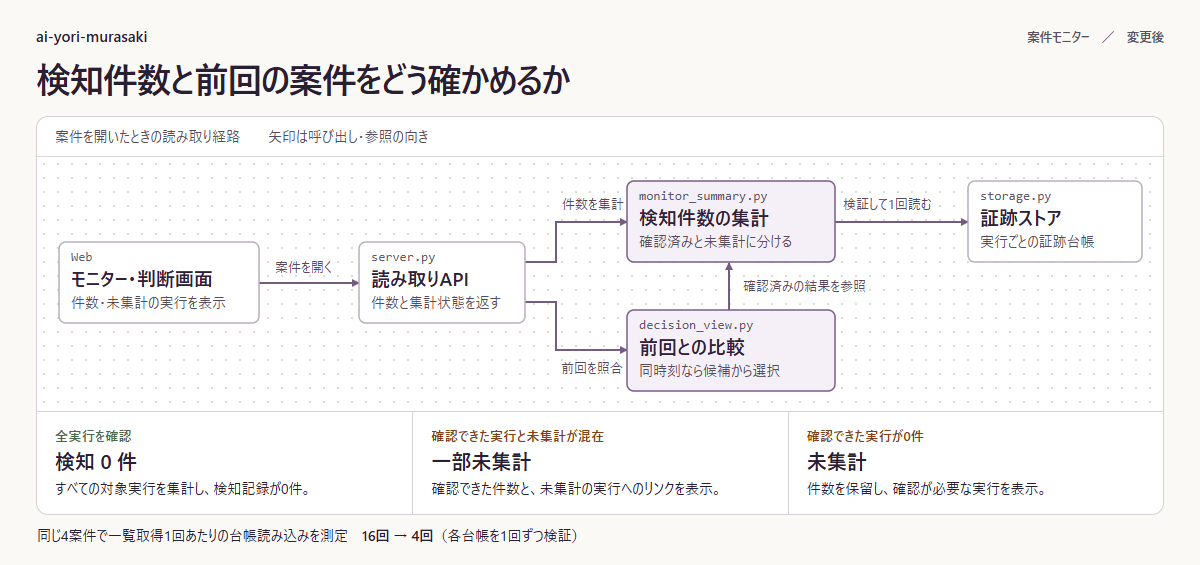 ai-yori-murasaki
案件モニター ／ 変更後
検知件数と前回の案件をどう確かめるか
案件を開いたときの読み取り経路 矢印は呼び出し・参照の向き
Web
モニター・判断画面
件数・未集計の実行を表示
案件を開く
server.py
読み取りAPI
件数と集計状態を返す
件数を集計
前回を照合
monitor_summary.py
検知件数の集計
確認済みと未集計に分ける
検証して1回読む
storage.py
証跡ストア
実行ごとの証跡台帳
確認済みの結果を参照
decision_view.py
前回との比較
同時刻なら候補から選択
全実行を確認
検知 0 件
すべての対象実行を集計し、検知記録が0件。
確認できた実行と未集計が混在
一部未集計
確認できた件数と、未集計の実行へのリンクを表示。
確認できた実行が0件
未集計
件数を保留し、確認が必要な実行を表示。
同じ4案件で一覧取得1回あたりの台帳読み込みを測定 16回 → 4回（各台帳を1回ずつ検証）